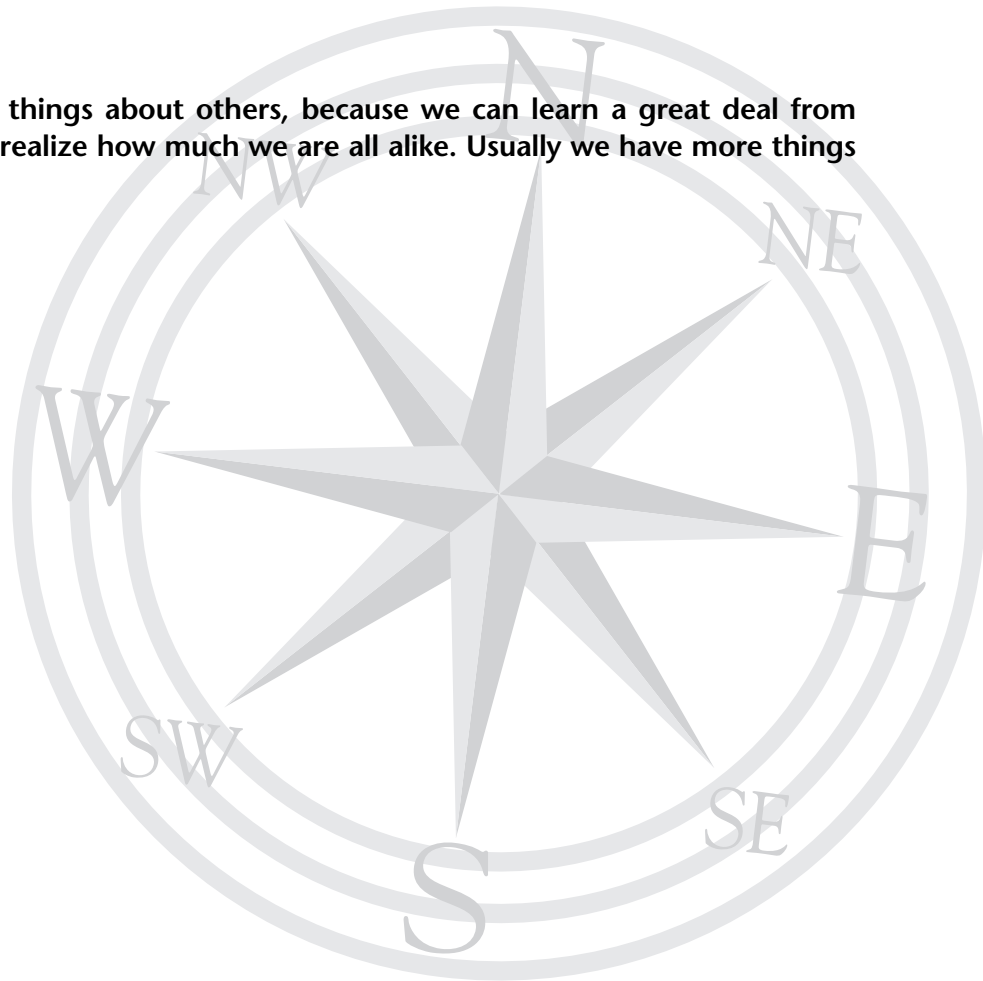 things about others, because we can learn a great deal from
realize how much we are all alike. Usually we have more things
N
NW
NE
W
E
SW
SE
S